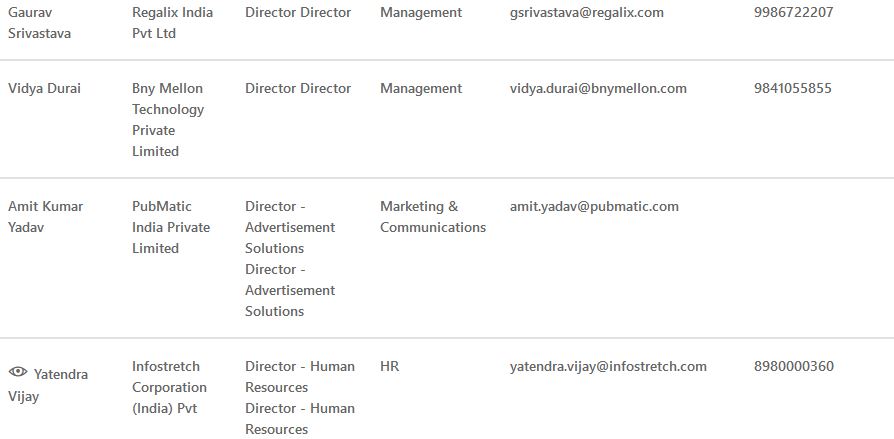 Gaurav Srivastava
Regalix India Pvt Ltd
Director Director
Management
gsrivastava@regalix.com
9986722207
Vidya Durai
Bny Mellon Technology Private Limited
Director Director
Management
vidya.durai@bnymellon.com
9841055855
Amit Kumar Yadav
PubMatic India Private Limited
Director - Advertisement Solutions Director - Advertisement Solutions
Marketing & Communications
amit.yadav@pubmatic.com
Yatendra Vijay
Infostretch Corporation (India) Pvt
Director - Human Resources Director - Human Resources
HR
yatendra.vijay@infostretch.com
8980000360